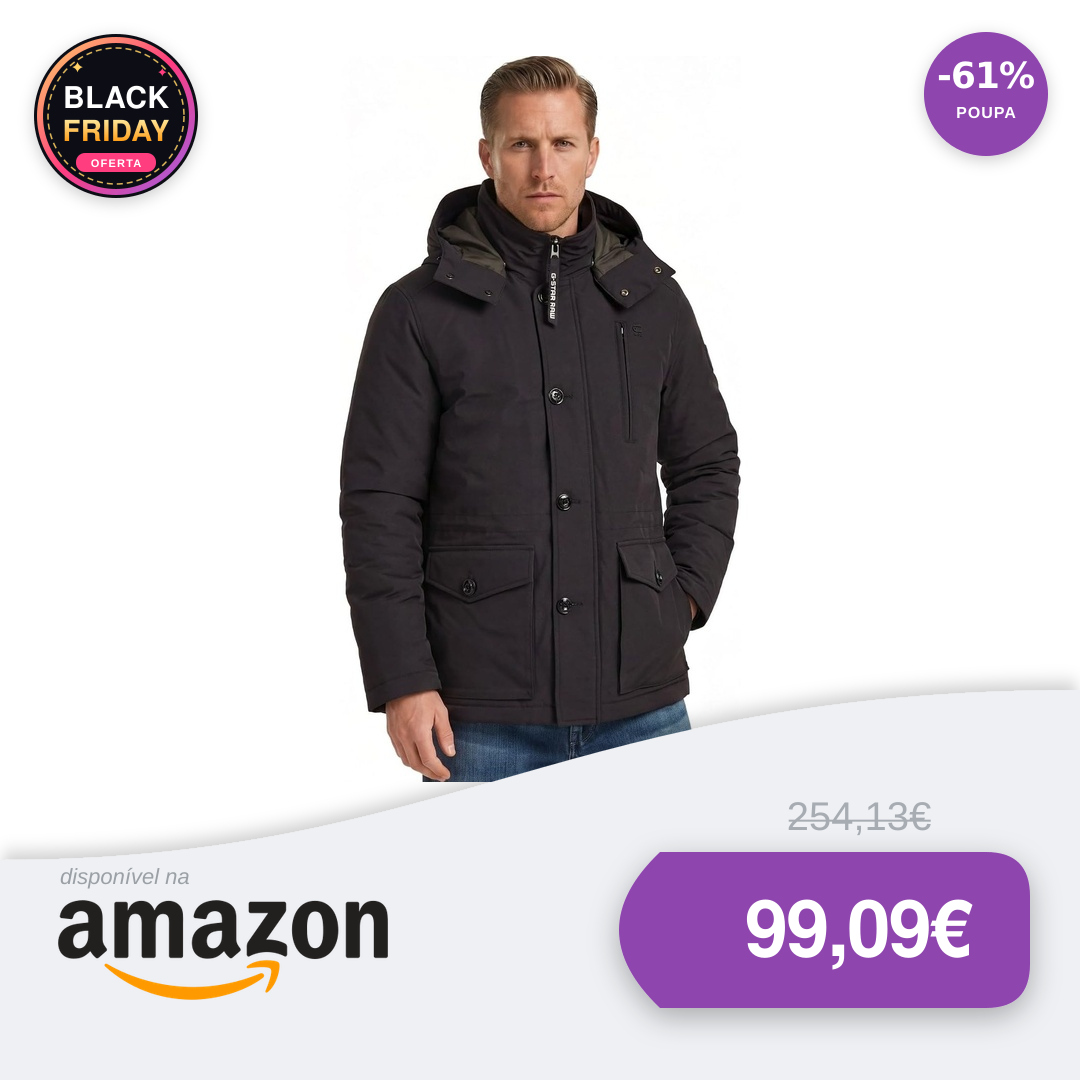 BLACK
FRIDAY
OFERTA
-61%
POUPA
G-STAR RAW
254,13€
disponível na
amazon
99,09€